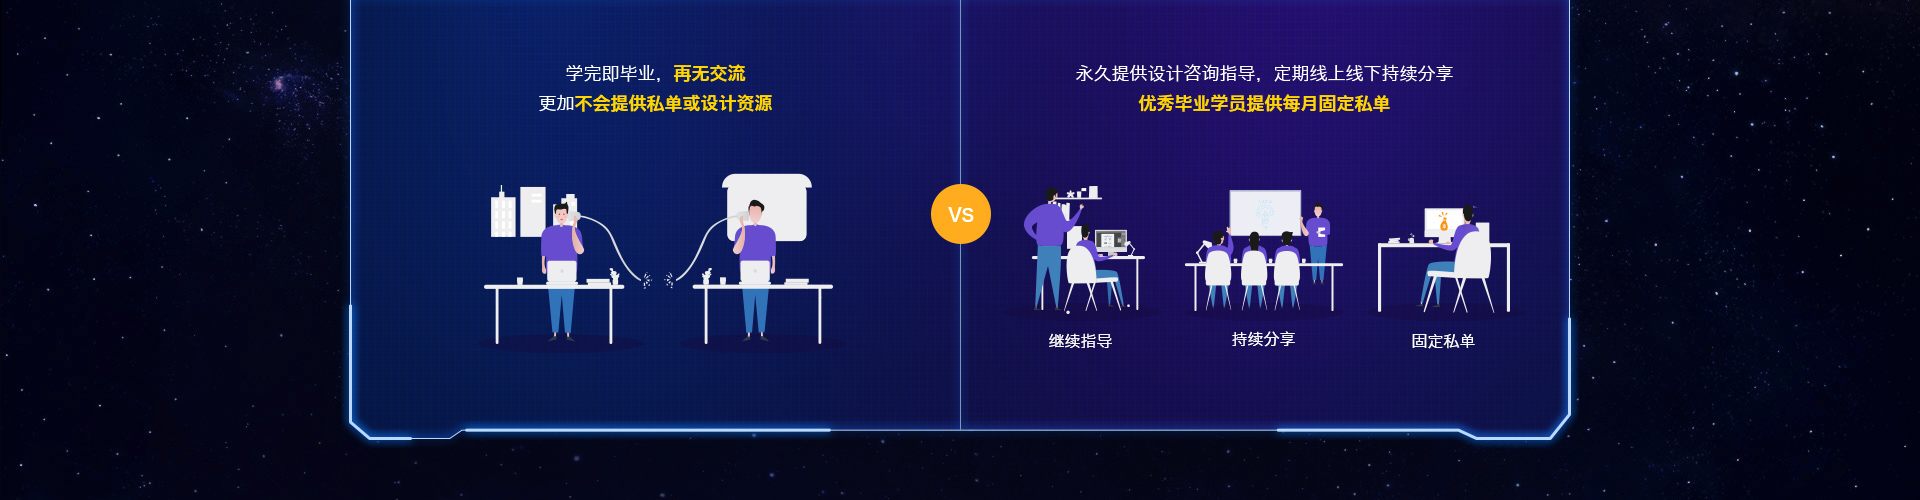 学完即毕业，再无交流
更加不会提供私单或设计资源
VS
永久提供设计咨询指导，定期线上线下持续分享
优秀毕业学员提供每月固定私单
继续指导
持续分享
固定私单